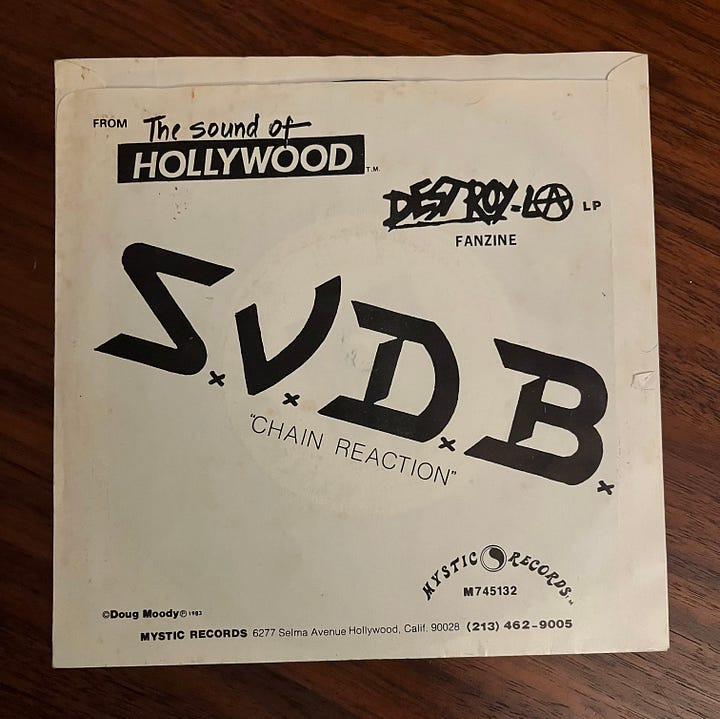 FROM The sound of
HOLLYWOOD T.M.
DESTROY-LA LP
FANZINE
S.V.D.B.
"CHAIN REACTION"
MYSTIC RECORDS T.M.
M745132
©Doug Moody℗ 1983
MYSTIC RECORDS 6277 Selma Avenue Hollywood, Calif. 90028 (213) 462-9005